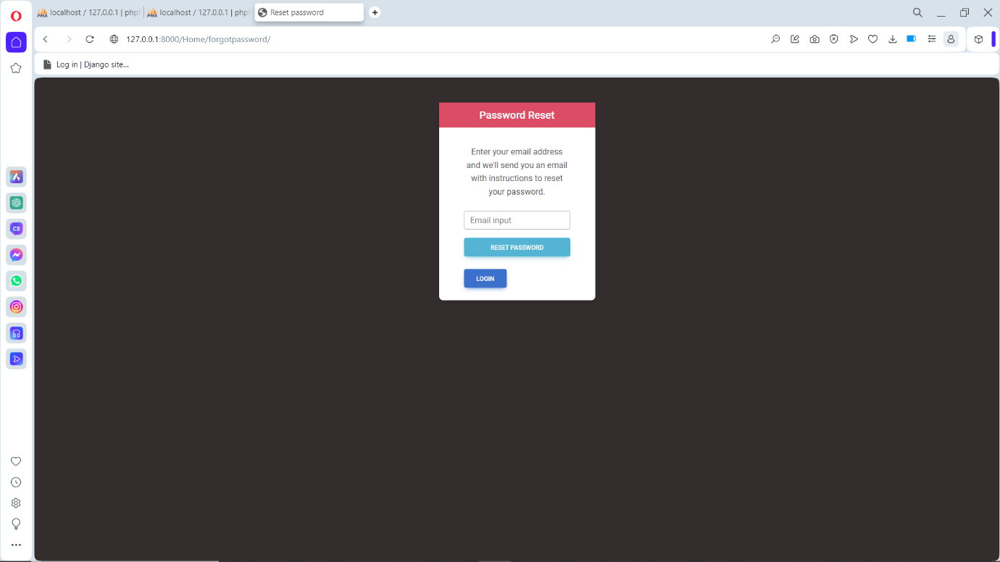 localhost / 127.0.0.1 | php
localhost / 127.0.0.1 | php
Reset password
127.0.0.1:8000/Home/forgotpassword/
Log in | Django site...
Password Reset
Enter your email address
and we'll send you an email
with instructions to reset
your password.
Email input
RESET PASSWORD
LOGIN